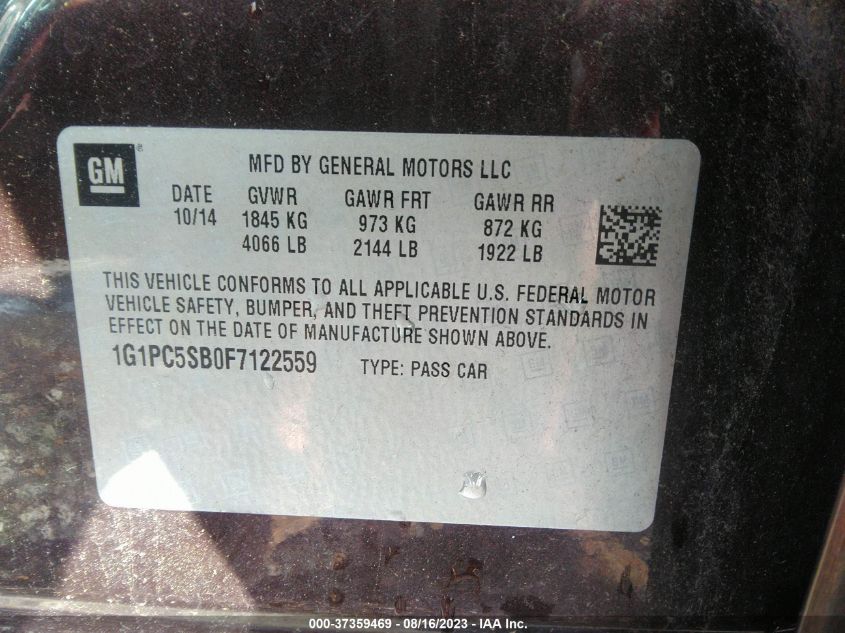 GM ®
MFD BY GENERAL MOTORS LLC
DATE GVWR GAWR FRT GAWR RR
10/14 1845 KG 973 KG 872 KG
4066 LB 2144 LB 1922 LB
THIS VEHICLE CONFORMS TO ALL APPLICABLE U.S. FEDERAL MOTOR
VEHICLE SAFETY, BUMPER, AND THEFT PREVENTION STANDARDS IN
EFFECT ON THE DATE OF MANUFACTURE SHOWN ABOVE.
1G1PC5SB0F7122559 TYPE: PASS CAR
000-37359469 - 08/16/2023 - IAA Inc.